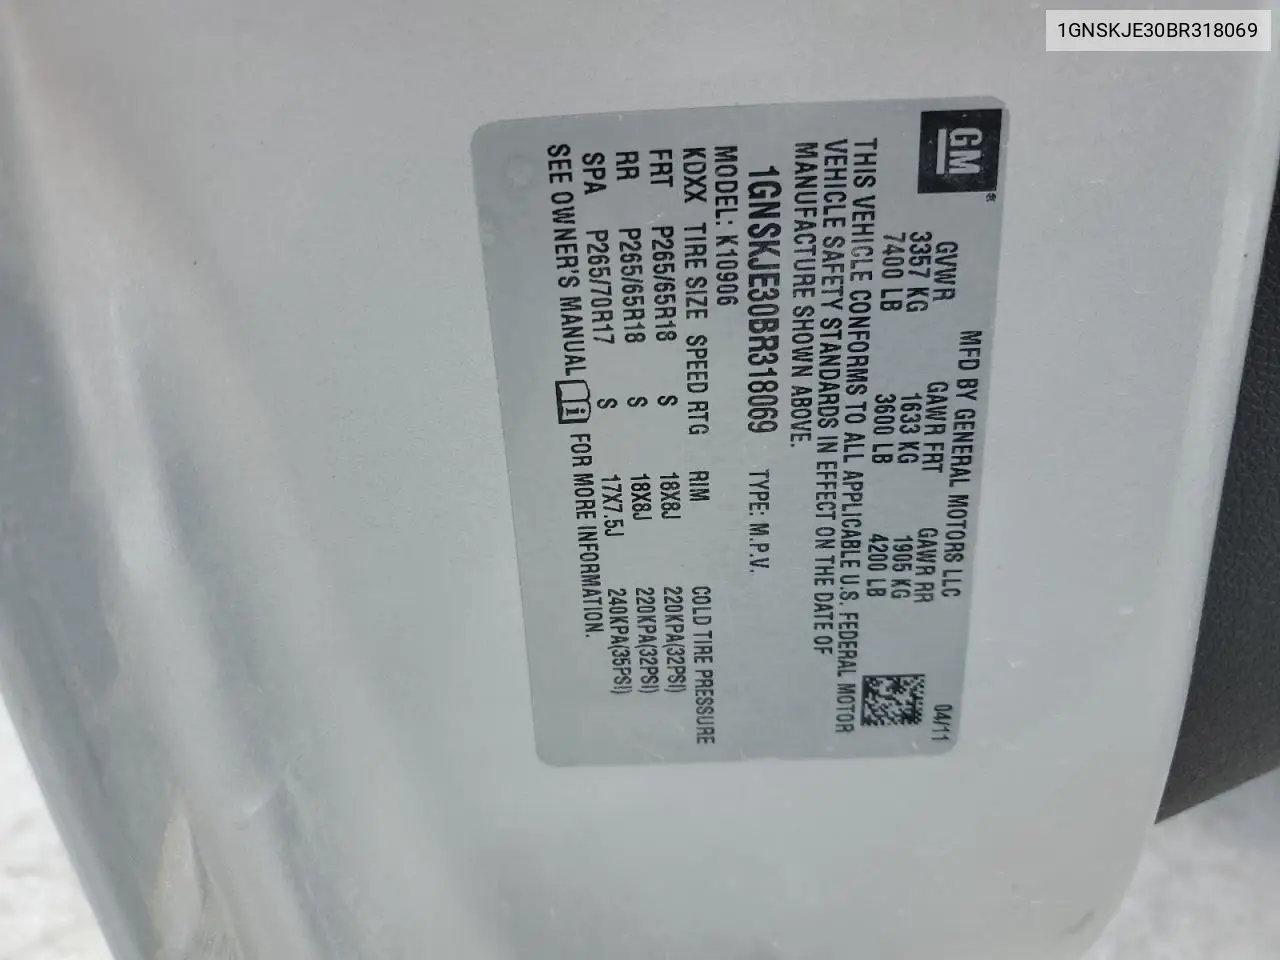 1GNSKJE30BR318069
GM ®
MFD BY GENERAL MOTORS LLC 04/11
GVWR GAWR FRT GAWR RR
3357 KG 1633 KG 1905 KG
7400 LB 3600 LB 4200 LB
THIS VEHICLE CONFORMS TO ALL APPLICABLE U.S. FEDERAL MOTOR
VEHICLE SAFETY STANDARDS IN EFFECT ON THE DATE OF
MANUFACTURE SHOWN ABOVE.
1GNSKJE30BR318069 TYPE: M.P.V.
MODEL: K10906
KDXX TIRE SIZE SPEED RTG RIM COLD TIRE PRESSURE
FRT P265/65R18 S 18X8J 220KPA(32PSI)
RR P265/65R18 S 18X8J 220KPA(32PSI)
SPA P265/70R17 S 17X7.5J 240KPA(35PSI)
SEE OWNER'S MANUAL i FOR MORE INFORMATION.